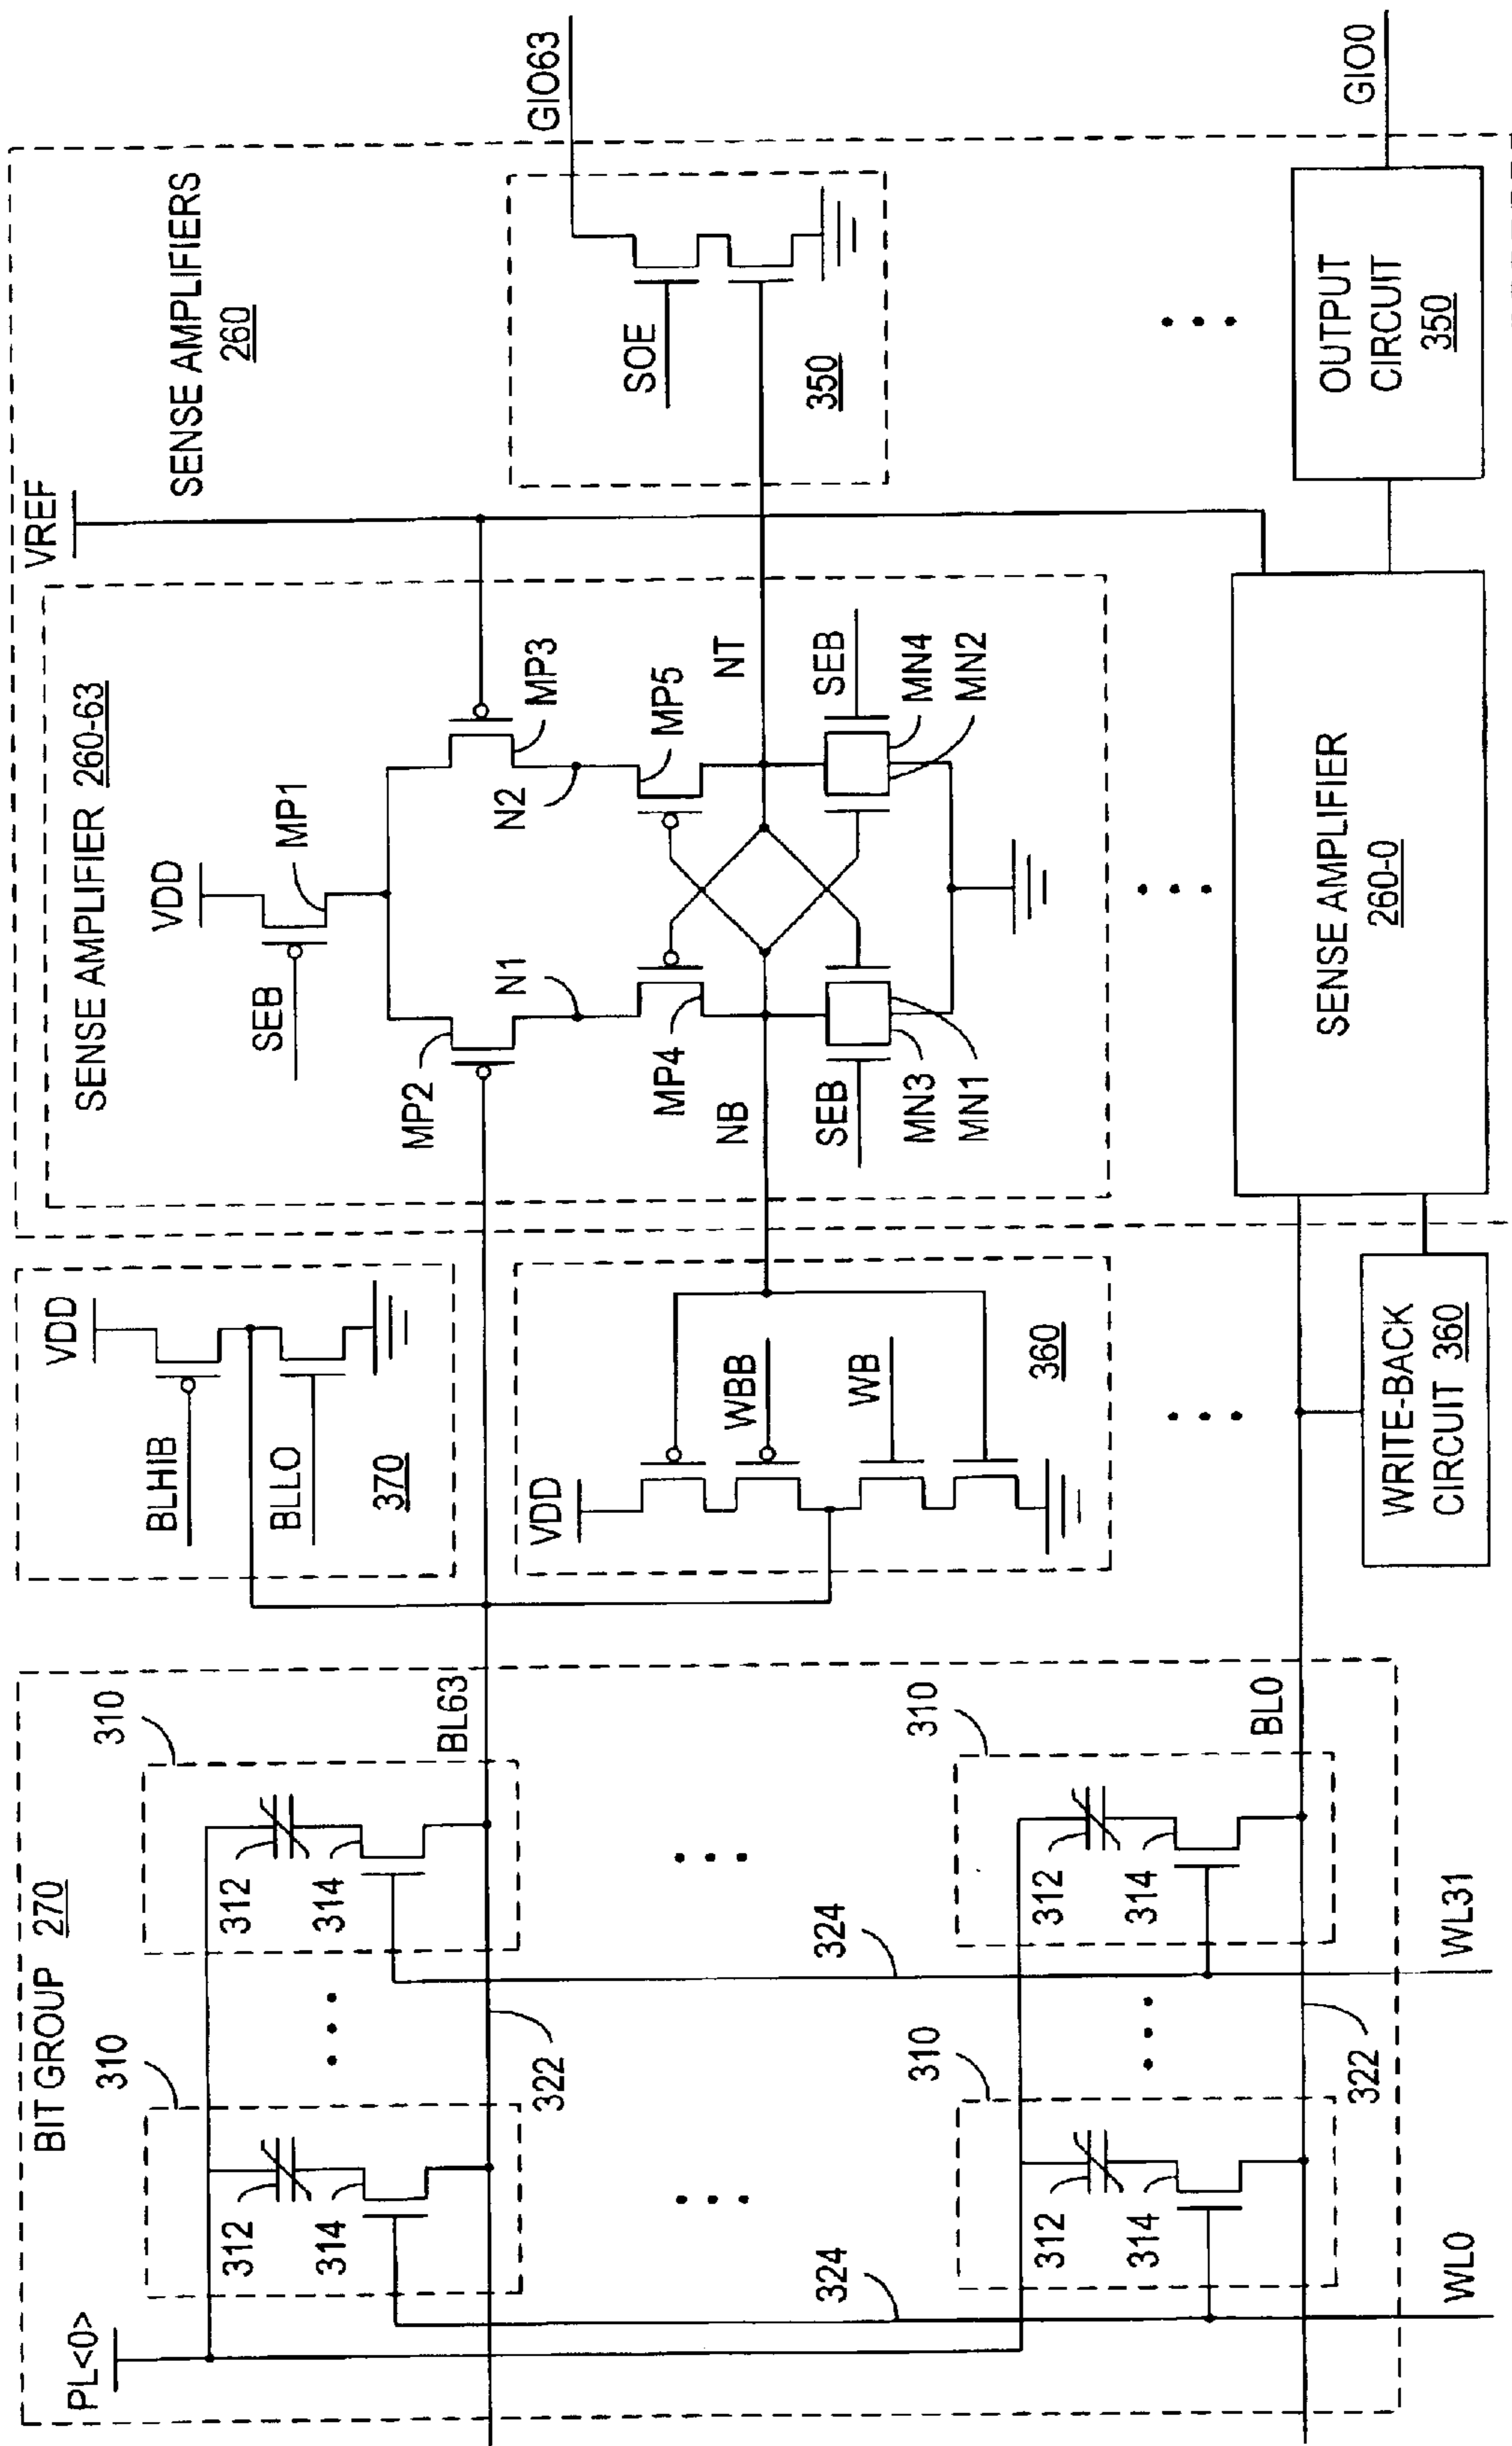 PL<0>
BIT GROUP 270
310
310
312
314
312
314
BL63
322
324
324
310
310
312
314
312
314
BL0
322
WL0
WL31
VDD
BLHIB
BLLO
370
VDD
WBB
WB
360
WRITE-BACK
CIRCUIT 360
VREF
SENSE AMPLIFIERS
260
SENSE AMPLIFIER 260-63
VDD
SEB
MP1
MP2
MP3
N1
N2
MP4
MP5
NB
NT
SEB
SEB
MN3
MN1
MN4
MN2
SENSE AMPLIFIER
260-0
SOE
350
GIO63
OUTPUT
CIRCUIT
350
GIO0